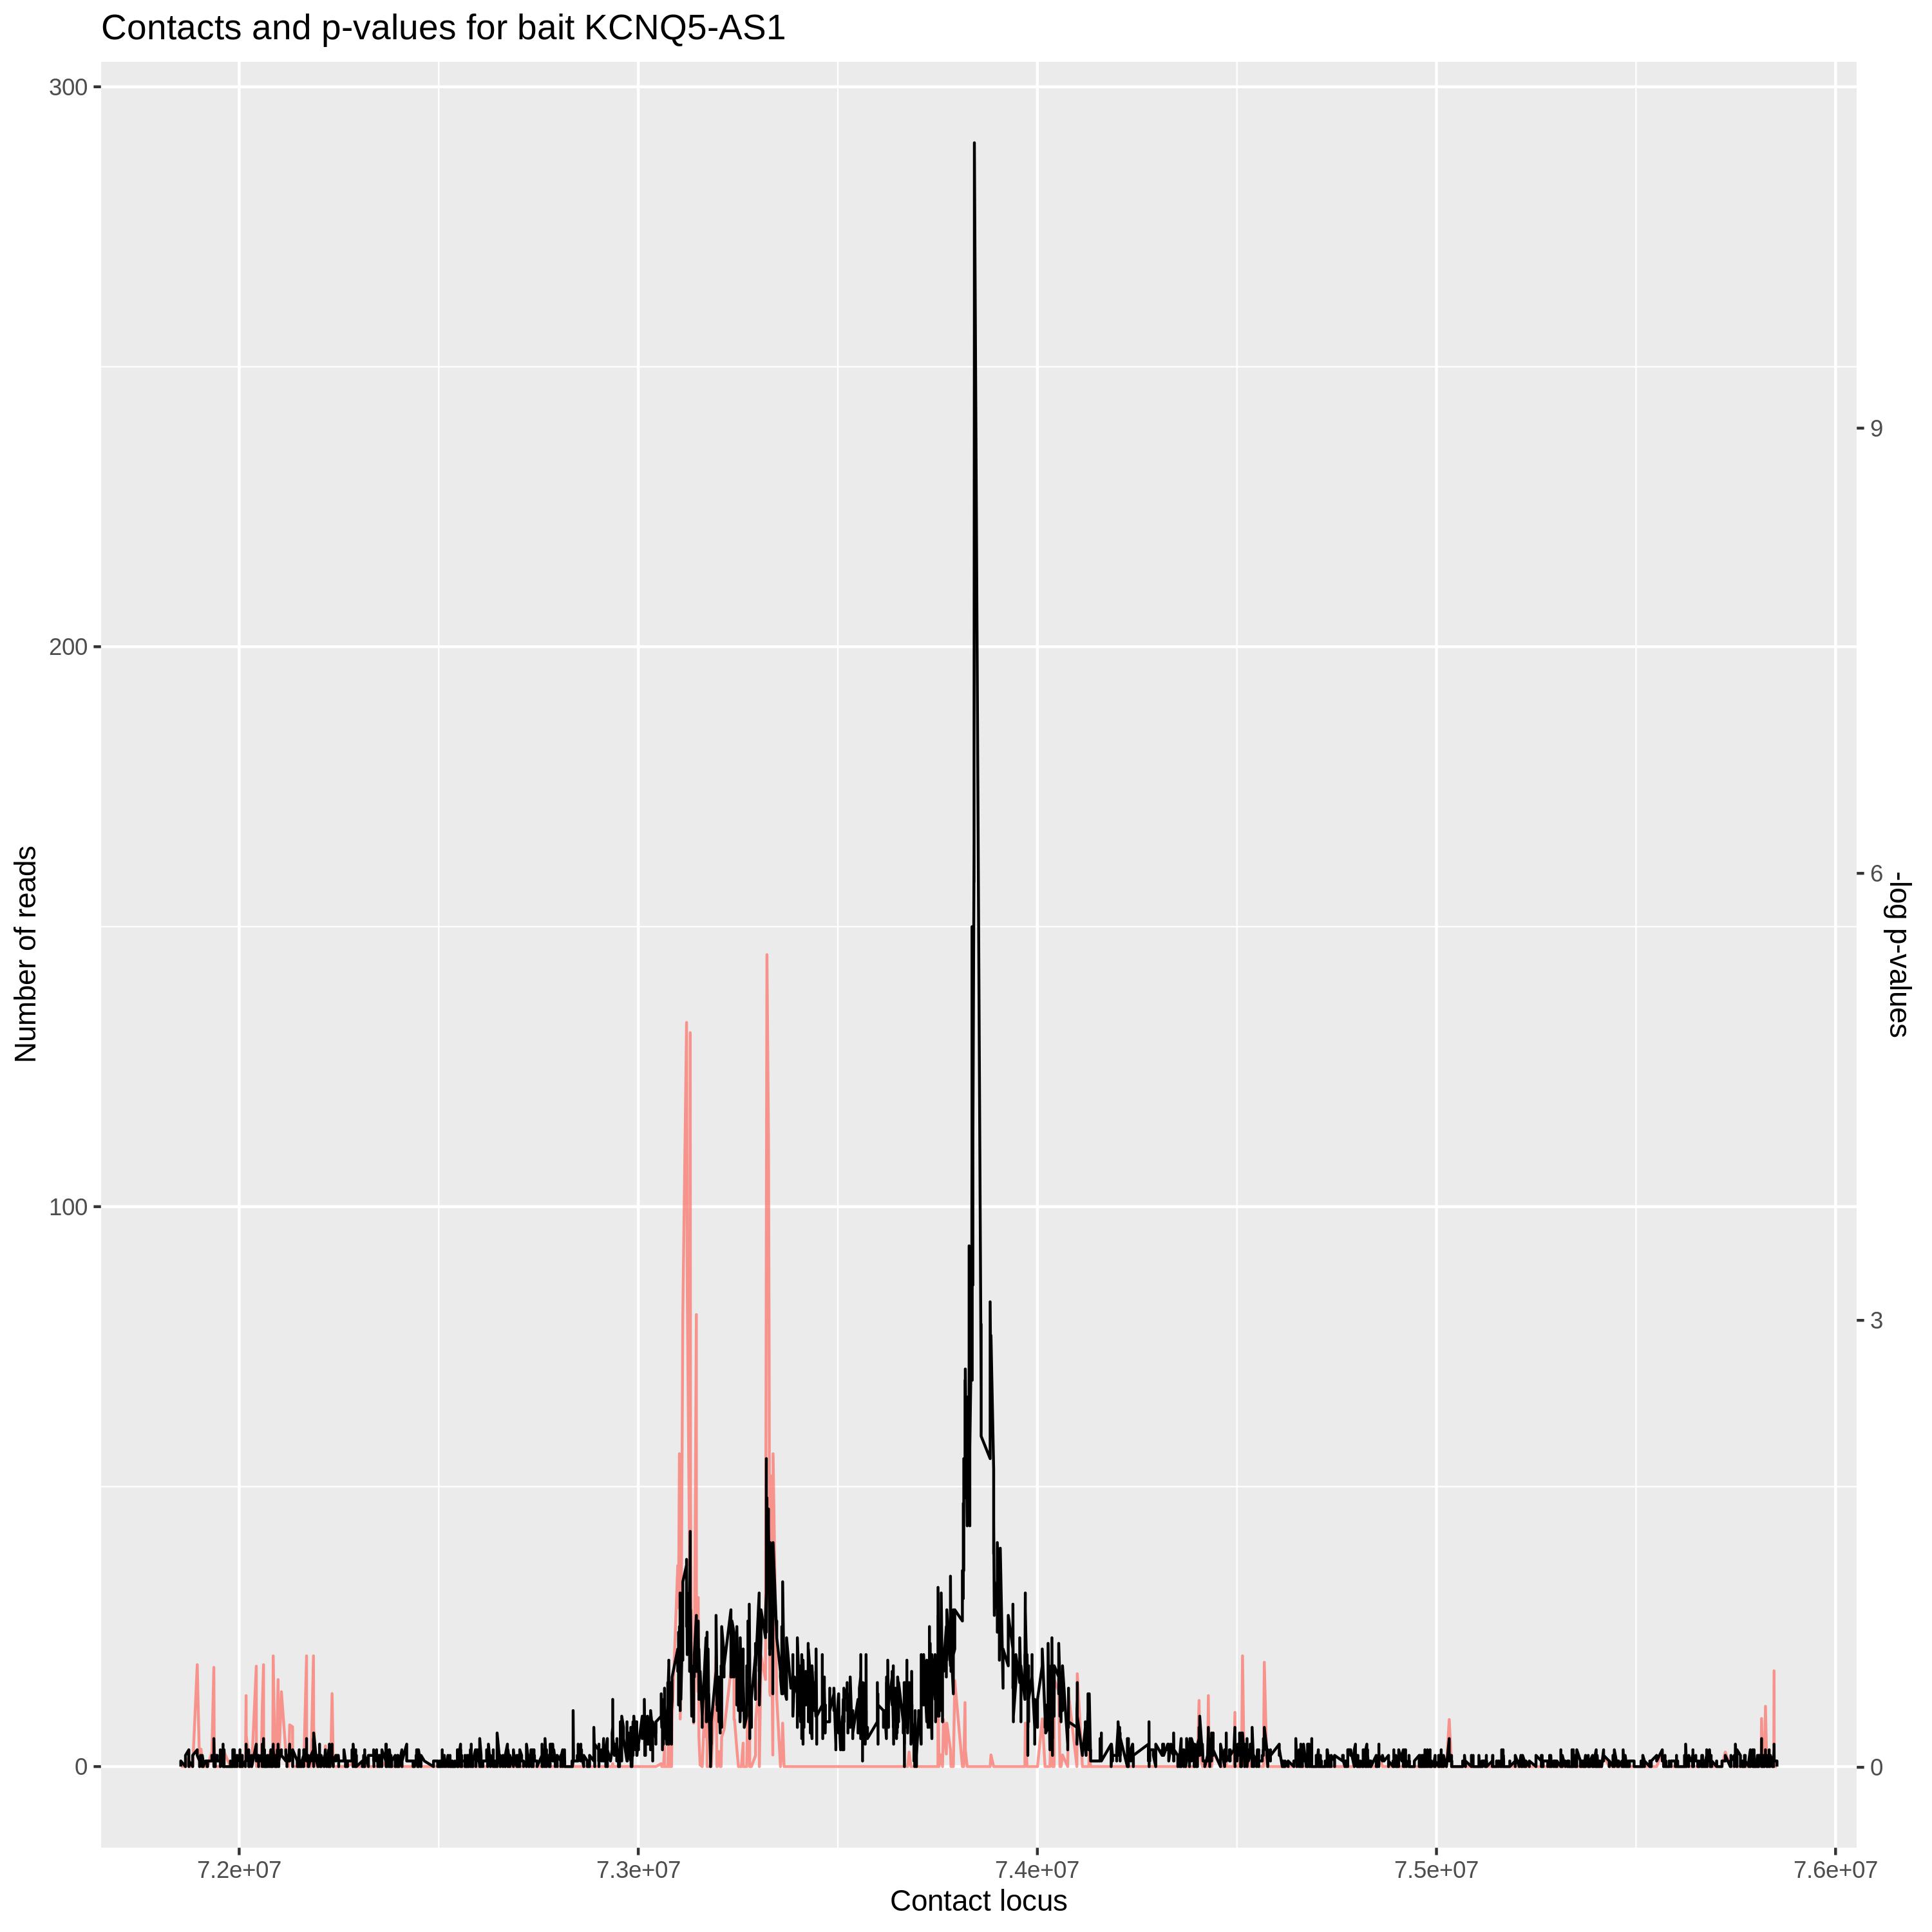 Contacts and p-values for bait KCNQ5-AS1
300
200
100
0
Number of reads
9
6
3
0
-log p-values
7.2e+07
7.3e+07
7.4e+07
7.5e+07
7.6e+07
Contact locus